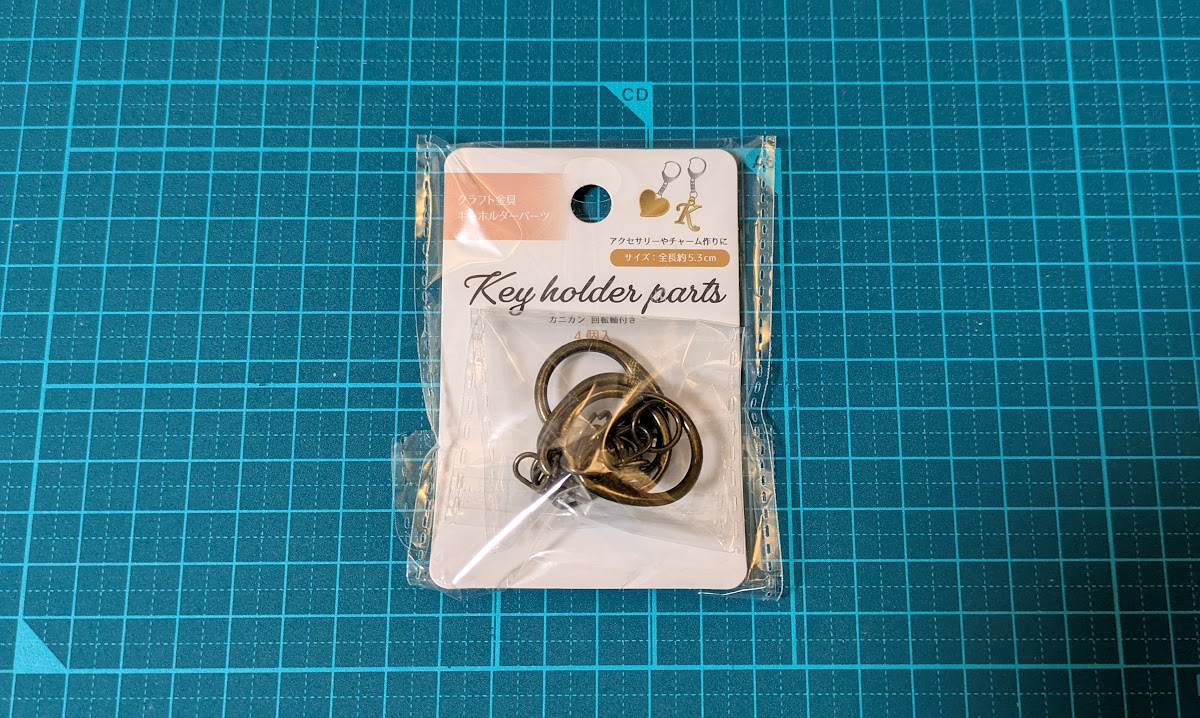 CD
クラフト金具
キーホルダーパーツ
K
アクセサリーやチャーム作りに
サイズ：全長約5.3cm
Key holder parts
カニカン 回転軸付き
4個入